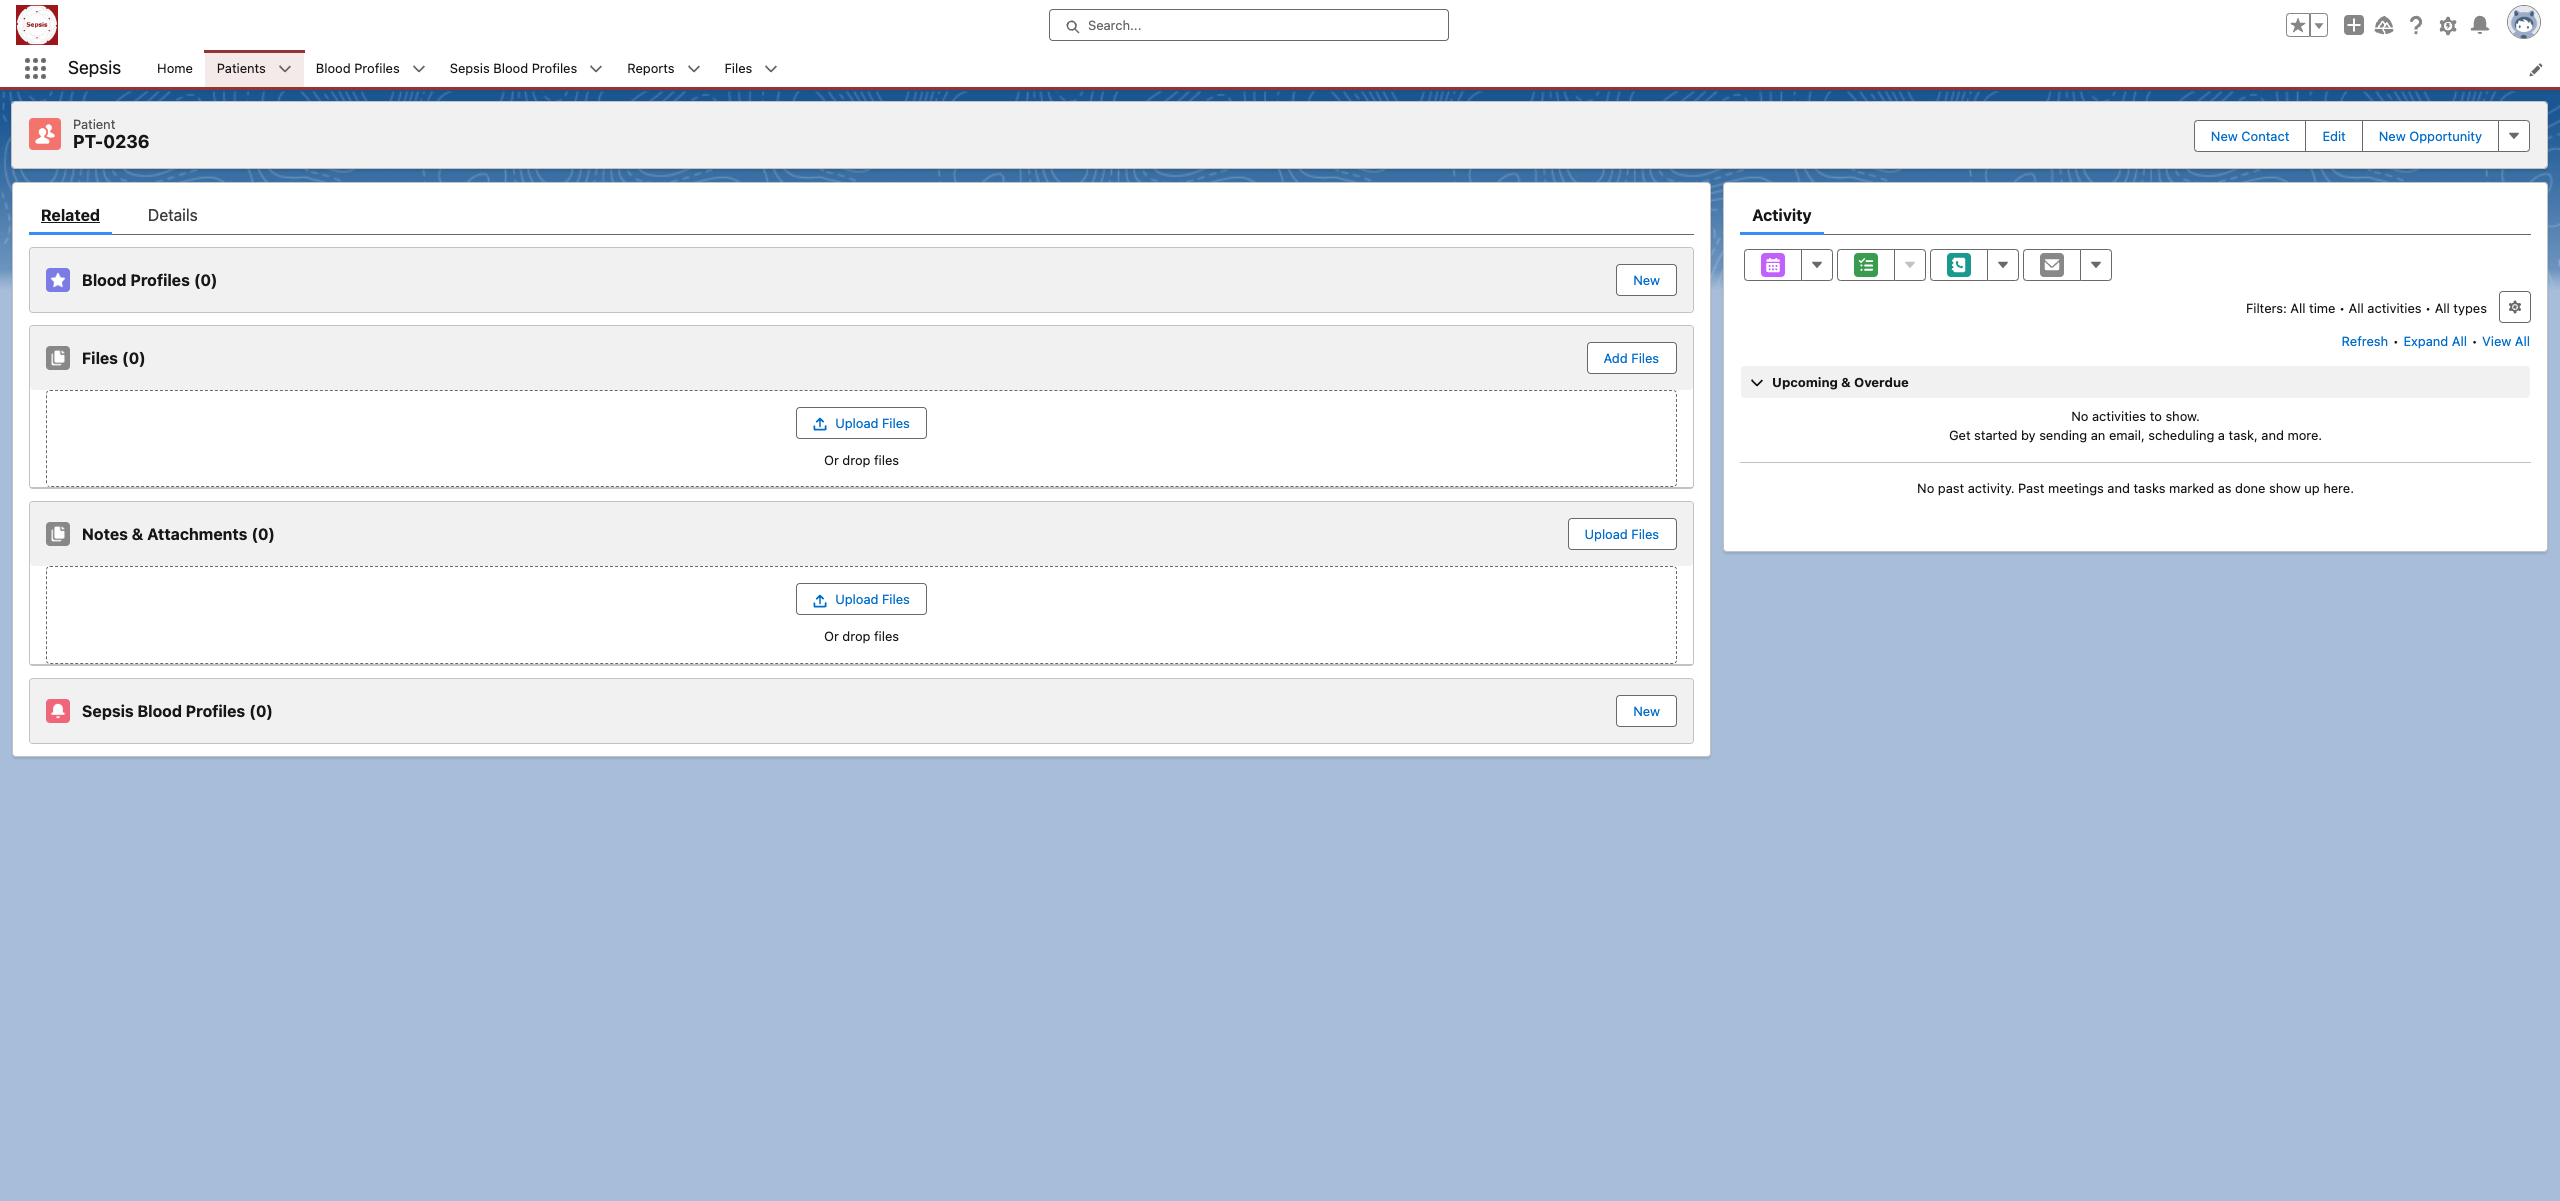 Sepsis
Search...
Sepsis
Home
Patients
Blood Profiles
Sepsis Blood Profiles
Reports
Files
Patient
PT-0236
New Contact
Edit
New Opportunity
Related
Details
Blood Profiles (0)
New
Files (0)
Add Files
Upload Files
Or drop files
Notes & Attachments (0)
Upload Files
Upload Files
Or drop files
Sepsis Blood Profiles (0)
New
Activity
Filters: All time • All activities • All types
Refresh • Expand All • View All
Upcoming & Overdue
No activities to show.
Get started by sending an email, scheduling a task, and more.
No past activity. Past meetings and tasks marked as done show up here.